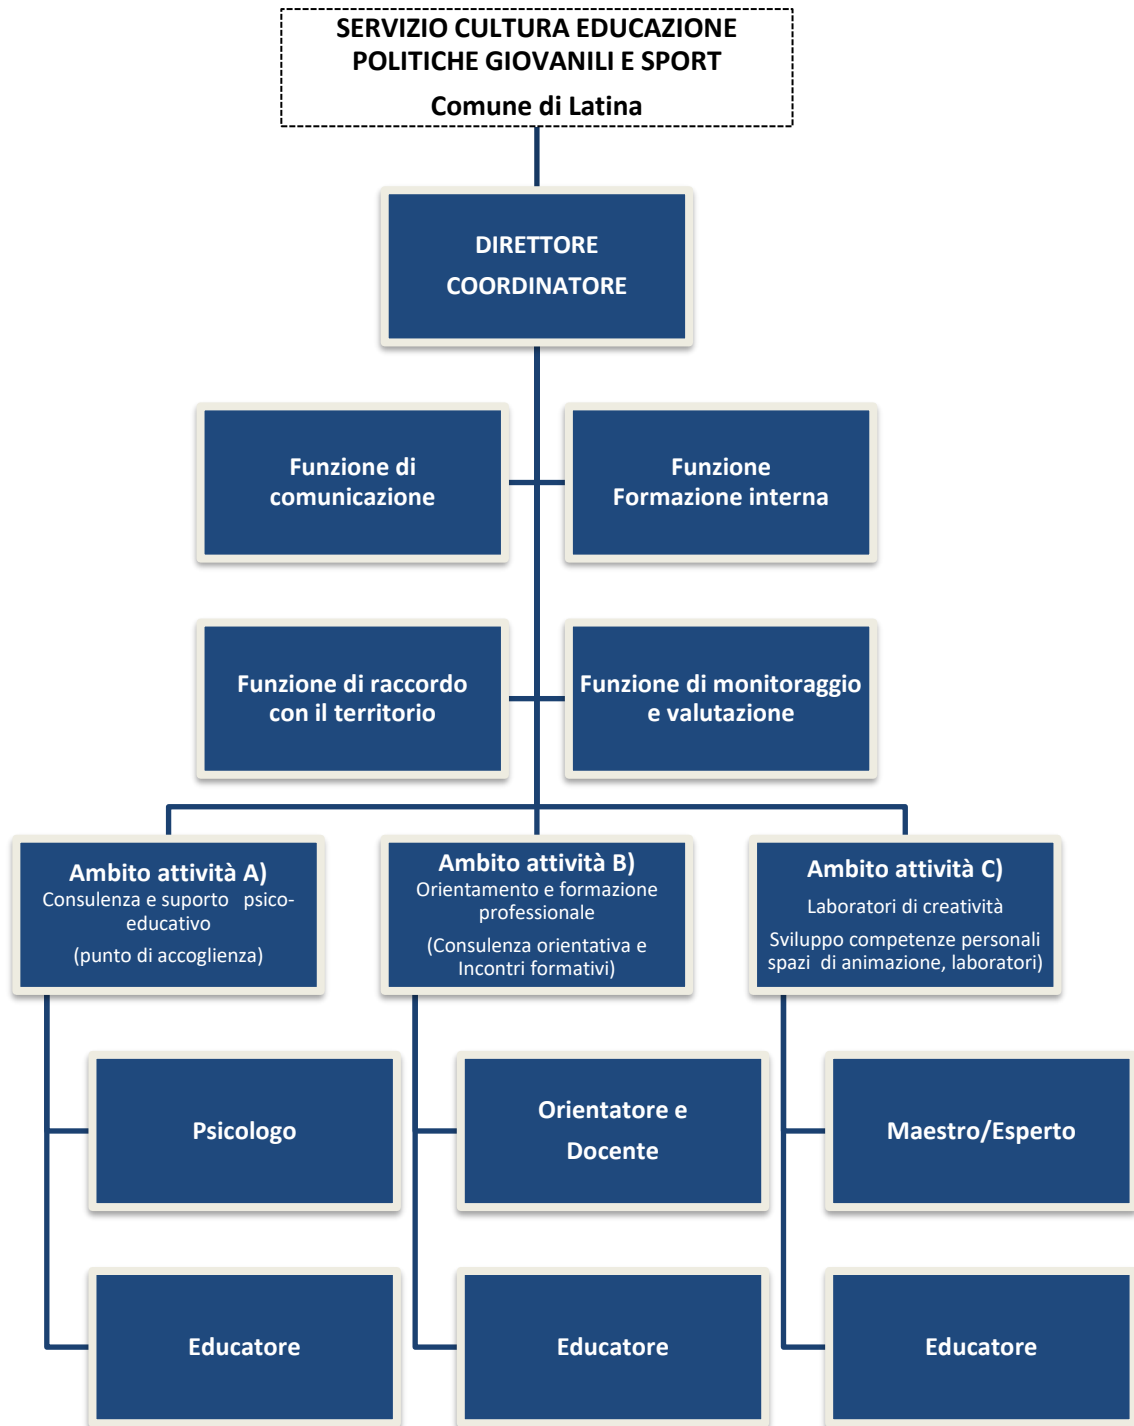 SERVIZIO CULTURA EDUCAZIONE
POLITICHE GIOVANILI E SPORT
Comune di Latina
DIRETTORE
COORDINATORE
Funzione di
comunicazione
Funzione
Formazione interna
Funzione di raccordo
con il territorio
Funzione di monitoraggio
e valutazione
Ambito attività A)
Consulenza e suporto psico-
educativo
(punto di accoglienza)
Ambito attività B)
Orientamento e formazione
professionale
(Consulenza orientativa e
Incontri formativi)
Ambito attività C)
Laboratori di creatività
Sviluppo competenze personali
spazi di animazione, laboratori)
Psicologo
Orientatore e
Docente
Maestro/Esperto
Educatore
Educatore
Educatore